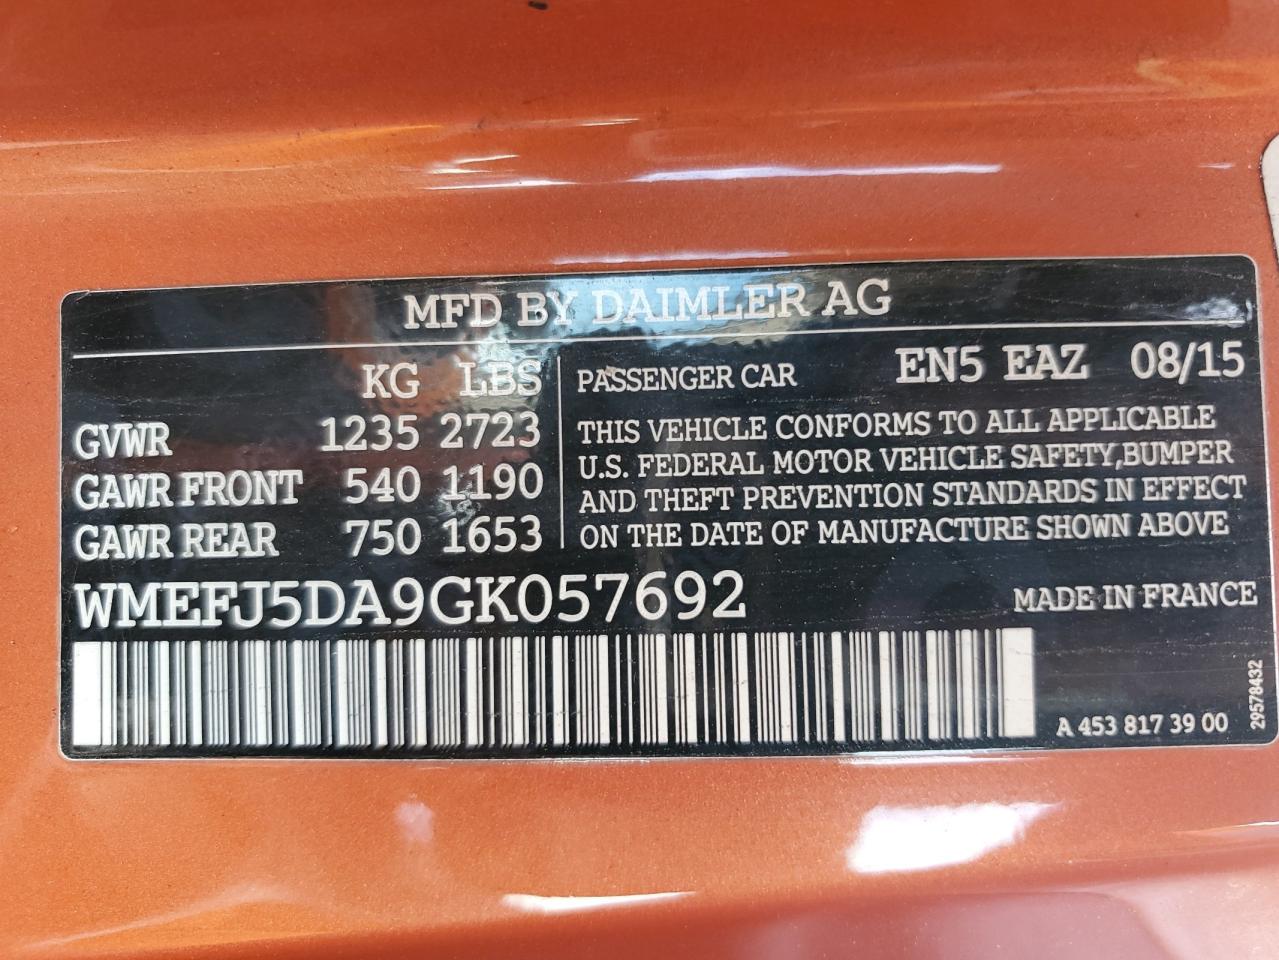 MFD BY DAIMLER AG
KG LBS
GVWR 1235 2723
GAWR FRONT 540 1190
GAWR REAR 750 1653
PASSENGER CAR EN5 EAZ 08/15
THIS VEHICLE CONFORMS TO ALL APPLICABLE
U.S. FEDERAL MOTOR VEHICLE SAFETY,BUMPER
AND THEFT PREVENTION STANDARDS IN EFFECT
ON THE DATE OF MANUFACTURE SHOWN ABOVE
WMEFJ5DA9GK057692
MADE IN FRANCE
A 453 817 39 00
29578432